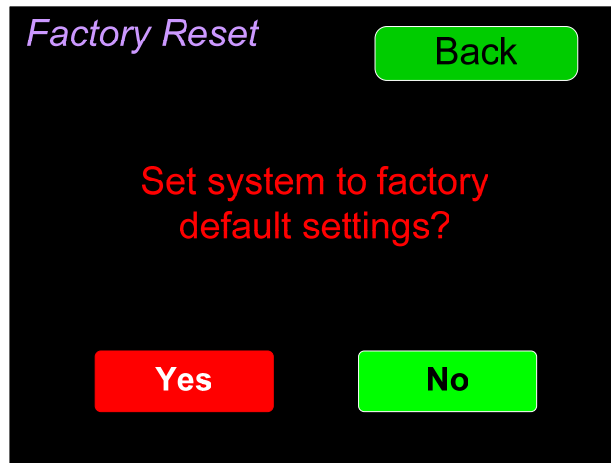 Factory Reset
Back
Set system to factory
default settings?
Yes
No